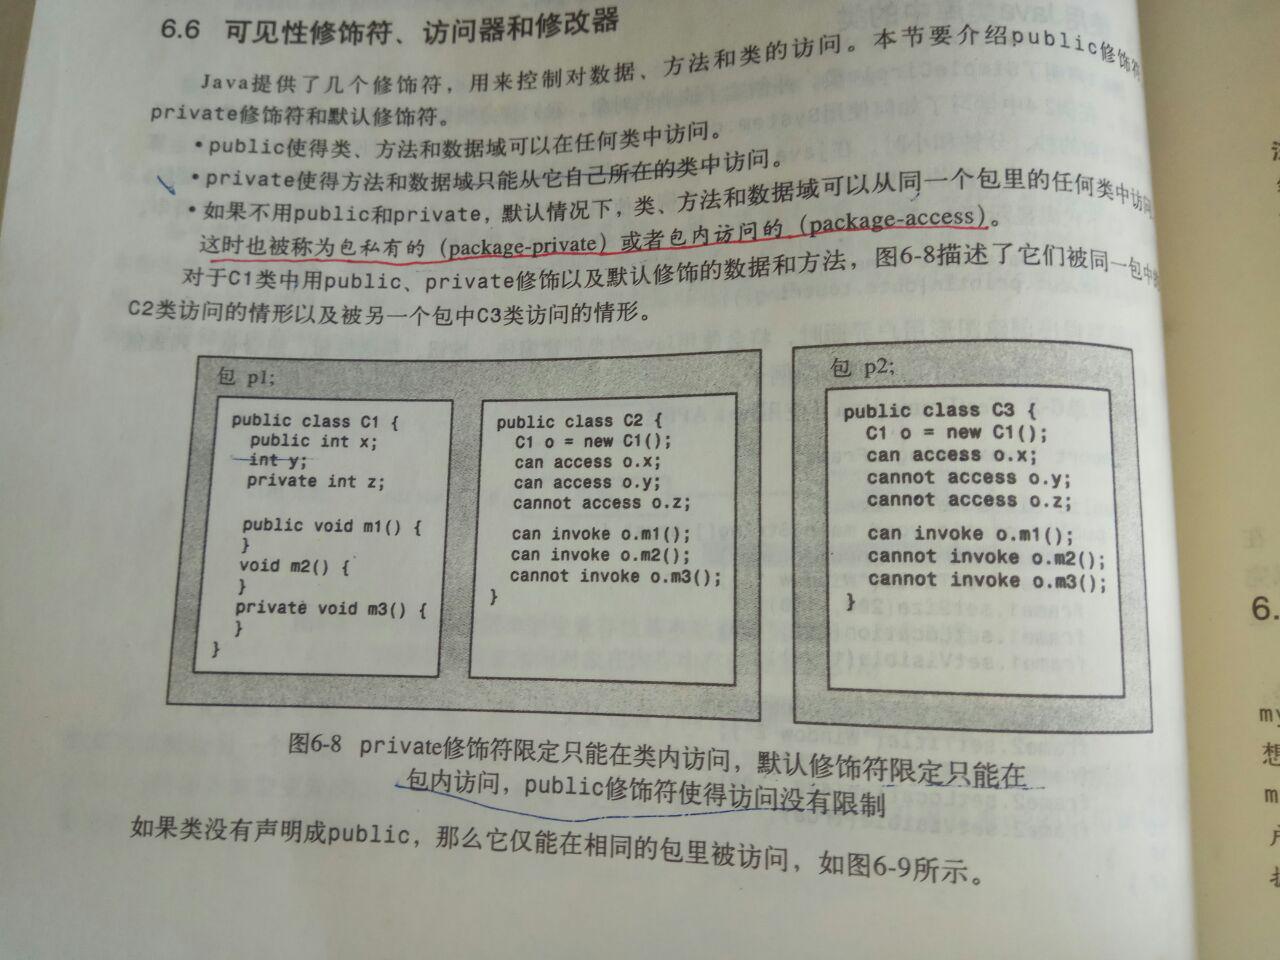 6.6 可见性修饰符、访问器和修改器
Java提供了几个修饰符，用来控制对数据、方法和类的访问。本节要介绍public修饰符、
private修饰符和默认修饰符。
•public使得类、方法和数据域可以在任何类中访问。
•private使得方法和数据域只能从它自己所在的类中访问。
•如果不用public和private，默认情况下，类、方法和数据域可以从同一个包里的任何类中访问
这时也被称为包私有的（package-private）或者包内访问的（package-access）。
对于C1类中用public、private修饰以及默认修饰的数据和方法，图6-8描述了它们被同一包中
C2类访问的情形以及被另一个包中C3类访问的情形。
包 p1;
public class C1 {
public int x;
int y;
private int z;
public void m1() {
}
void m2() {
}
private void m3() {
}
}
public class C2 {
C1 o = new C1();
can access o.x;
can access o.y;
cannot access o.z;
can invoke o.m1();
can invoke o.m2();
cannot invoke o.m3();
}
包 p2;
public class C3 {
C1 o = new C1();
can access o.x;
cannot access o.y;
cannot access o.z;
can invoke o.m1();
cannot invoke o.m2();
cannot invoke o.m3();
}
图6-8 private修饰符限定只能在类内访问，默认修饰符限定只能在
包内访问，public修饰符使得访问没有限制
如果类没有声明成public，那么它仅能在相同的包里被访问，如图6-9所示。
6.
my
想
m